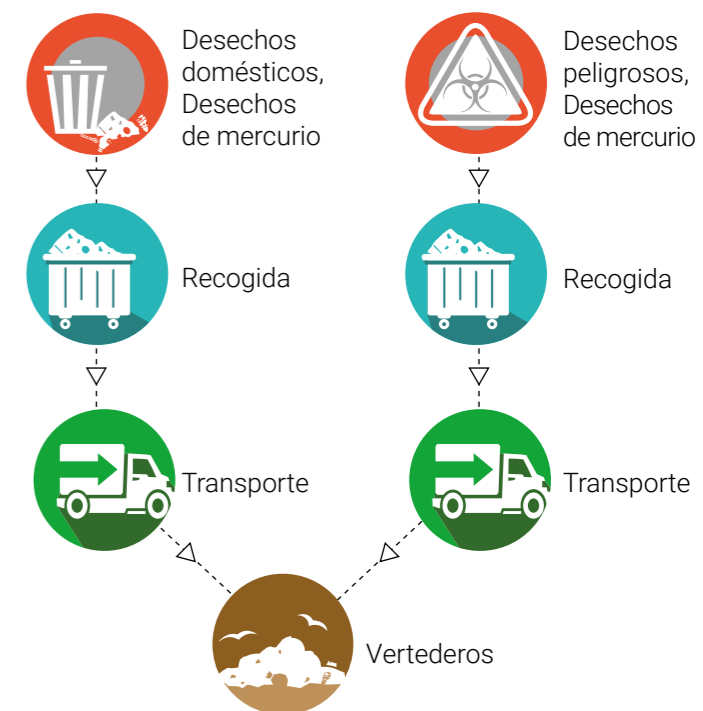 Desechos
domésticos,
Desechos
de mercurio
Desechos
peligrosos,
Desechos
de mercurio
Recogida
Recogida
Transporte
Transporte
Vertederos